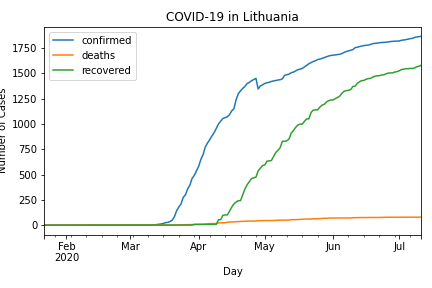 COVID-19 in Lithuania
confirmed
deaths
recovered
1750
1500
1250
1000
750
500
250
0
Number of Cases
Feb
2020
Mar
Apr
May
Jun
Jul
Day